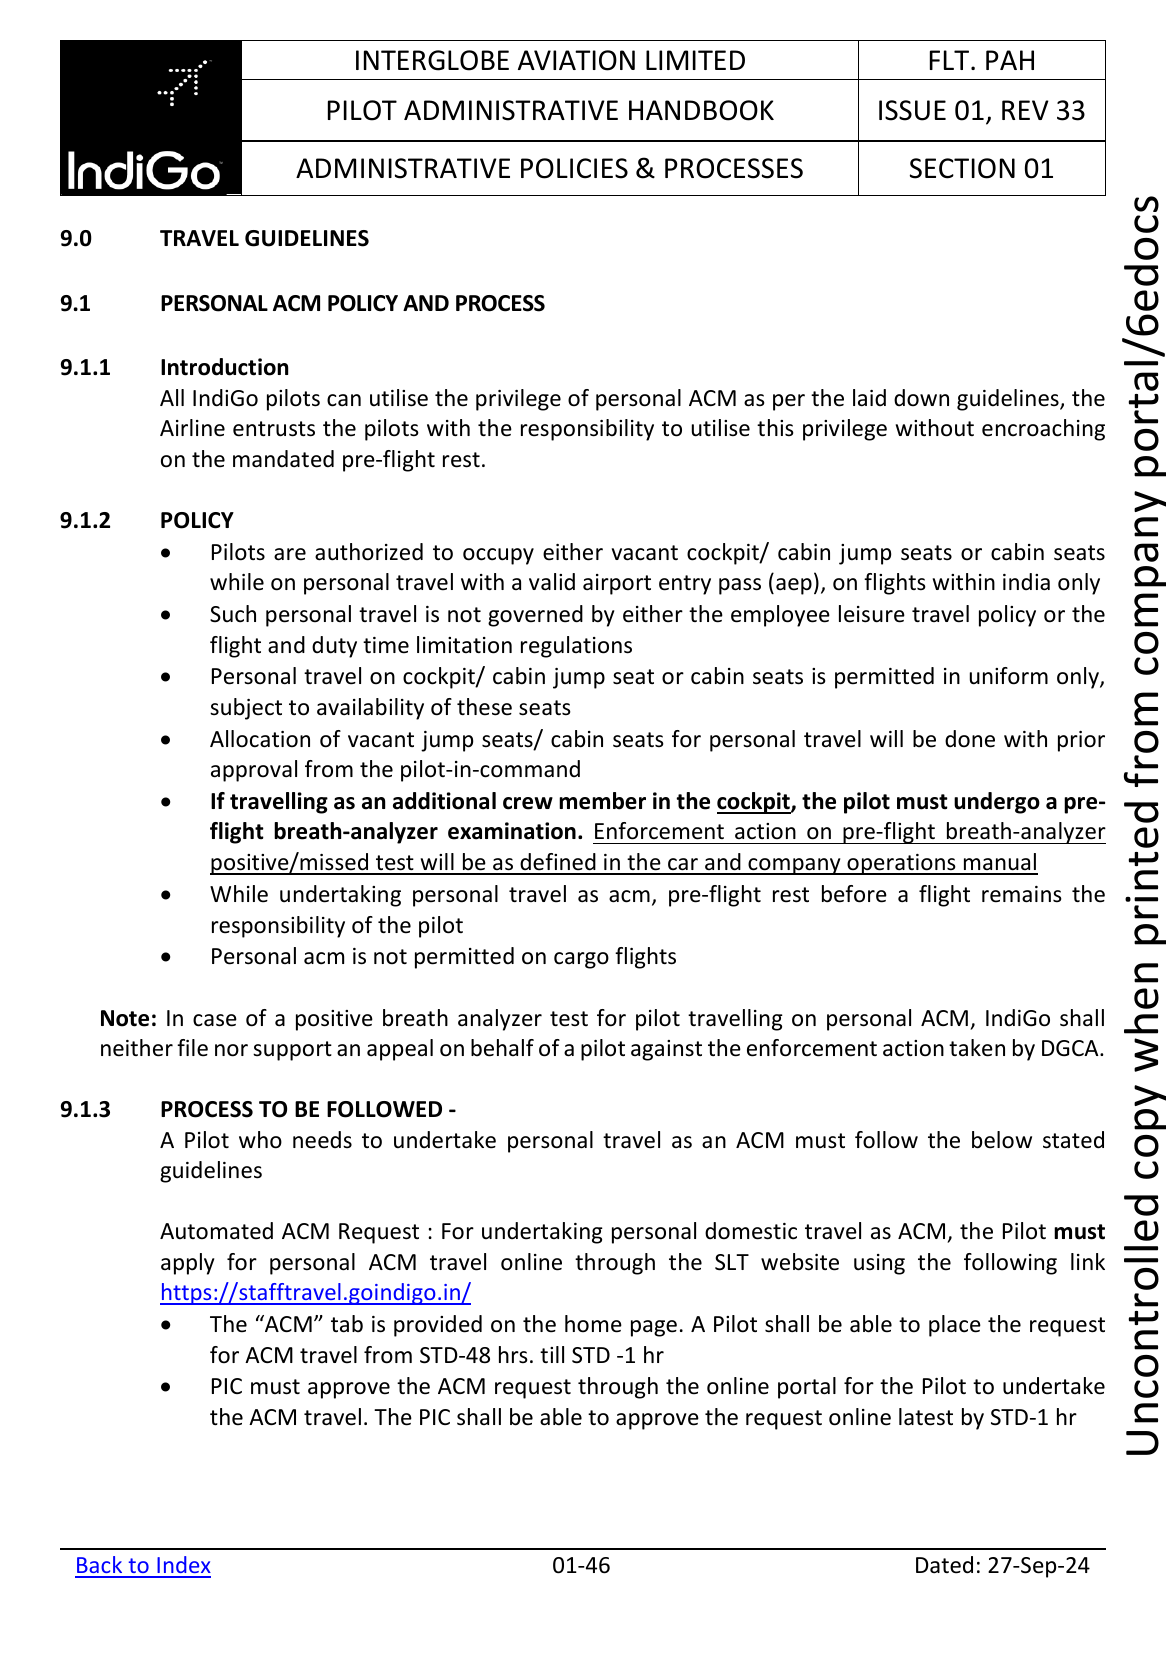 INTERGLOBE AVIATION LIMITED
FLT. PAH
PILOT ADMINISTRATIVE HANDBOOK
ISSUE 01, REV 33
IndiGo
ADMINISTRATIVE POLICIES & PROCESSES
SECTION 01
9.0 TRAVEL GUIDELINES
9.1 PERSONAL ACM POLICY AND PROCESS
9.1.1 Introduction
All IndiGo pilots can utilise the privilege of personal ACM as per the laid down guidelines, the
Airline entrusts the pilots with the responsibility to utilise this privilege without encroaching
on the mandated pre-flight rest.
9.1.2 POLICY
• Pilots are authorized to occupy either vacant cockpit/ cabin jump seats or cabin seats
while on personal travel with a valid airport entry pass (aep), on flights within india only
• Such personal travel is not governed by either the employee leisure travel policy or the
flight and duty time limitation regulations
• Personal travel on cockpit/ cabin jump seat or cabin seats is permitted in uniform only,
subject to availability of these seats
• Allocation of vacant jump seats/ cabin seats for personal travel will be done with prior
approval from the pilot-in-command
• If travelling as an additional crew member in the cockpit, the pilot must undergo a pre-
flight breath-analyzer examination. Enforcement action on pre-flight breath-analyzer
positive/missed test will be as defined in the car and company operations manual
• While undertaking personal travel as acm, pre-flight rest before a flight remains the
responsibility of the pilot
• Personal acm is not permitted on cargo flights
Note: In case of a positive breath analyzer test for pilot travelling on personal ACM, IndiGo shall
neither file nor support an appeal on behalf of a pilot against the enforcement action taken by DGCA.
9.1.3 PROCESS TO BE FOLLOWED -
A Pilot who needs to undertake personal travel as an ACM must follow the below stated
guidelines
Automated ACM Request : For undertaking personal domestic travel as ACM, the Pilot must
apply for personal ACM travel online through the SLT website using the following link
https://stafftravel.goindigo.in/
• The “ACM” tab is provided on the home page. A Pilot shall be able to place the request
for ACM travel from STD-48 hrs. till STD -1 hr
• PIC must approve the ACM request through the online portal for the Pilot to undertake
the ACM travel. The PIC shall be able to approve the request online latest by STD-1 hr
Back to Index
01-46
Dated: 27-Sep-24
Uncontrolled copy when printed from company portal/6edocs